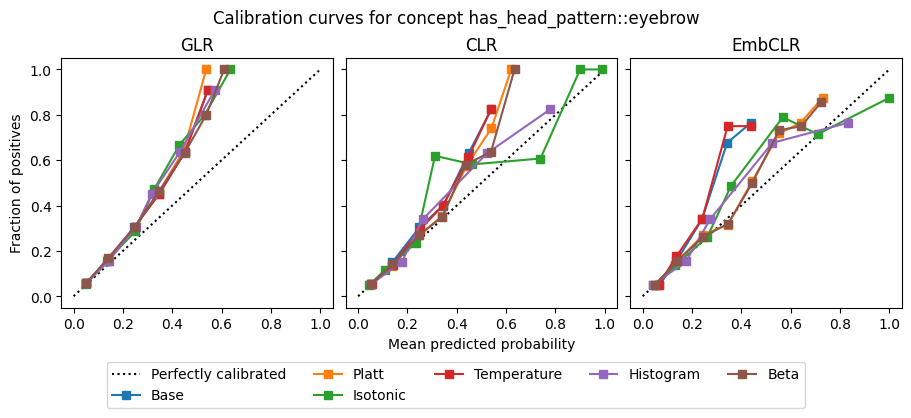 Calibration curves for concept has_head_pattern::eyebrow
GLR
CLR
EmbCLR
Fraction of positives
1.0
0.8
0.6
0.4
0.2
0.0
0.0 0.2 0.4 0.6 0.8 1.0
0.0 0.2 0.4 0.6 0.8 1.0
0.0 0.2 0.4 0.6 0.8 1.0
Mean predicted probability
Perfectly calibrated
Base
Platt
Isotonic
Temperature
Histogram
Beta